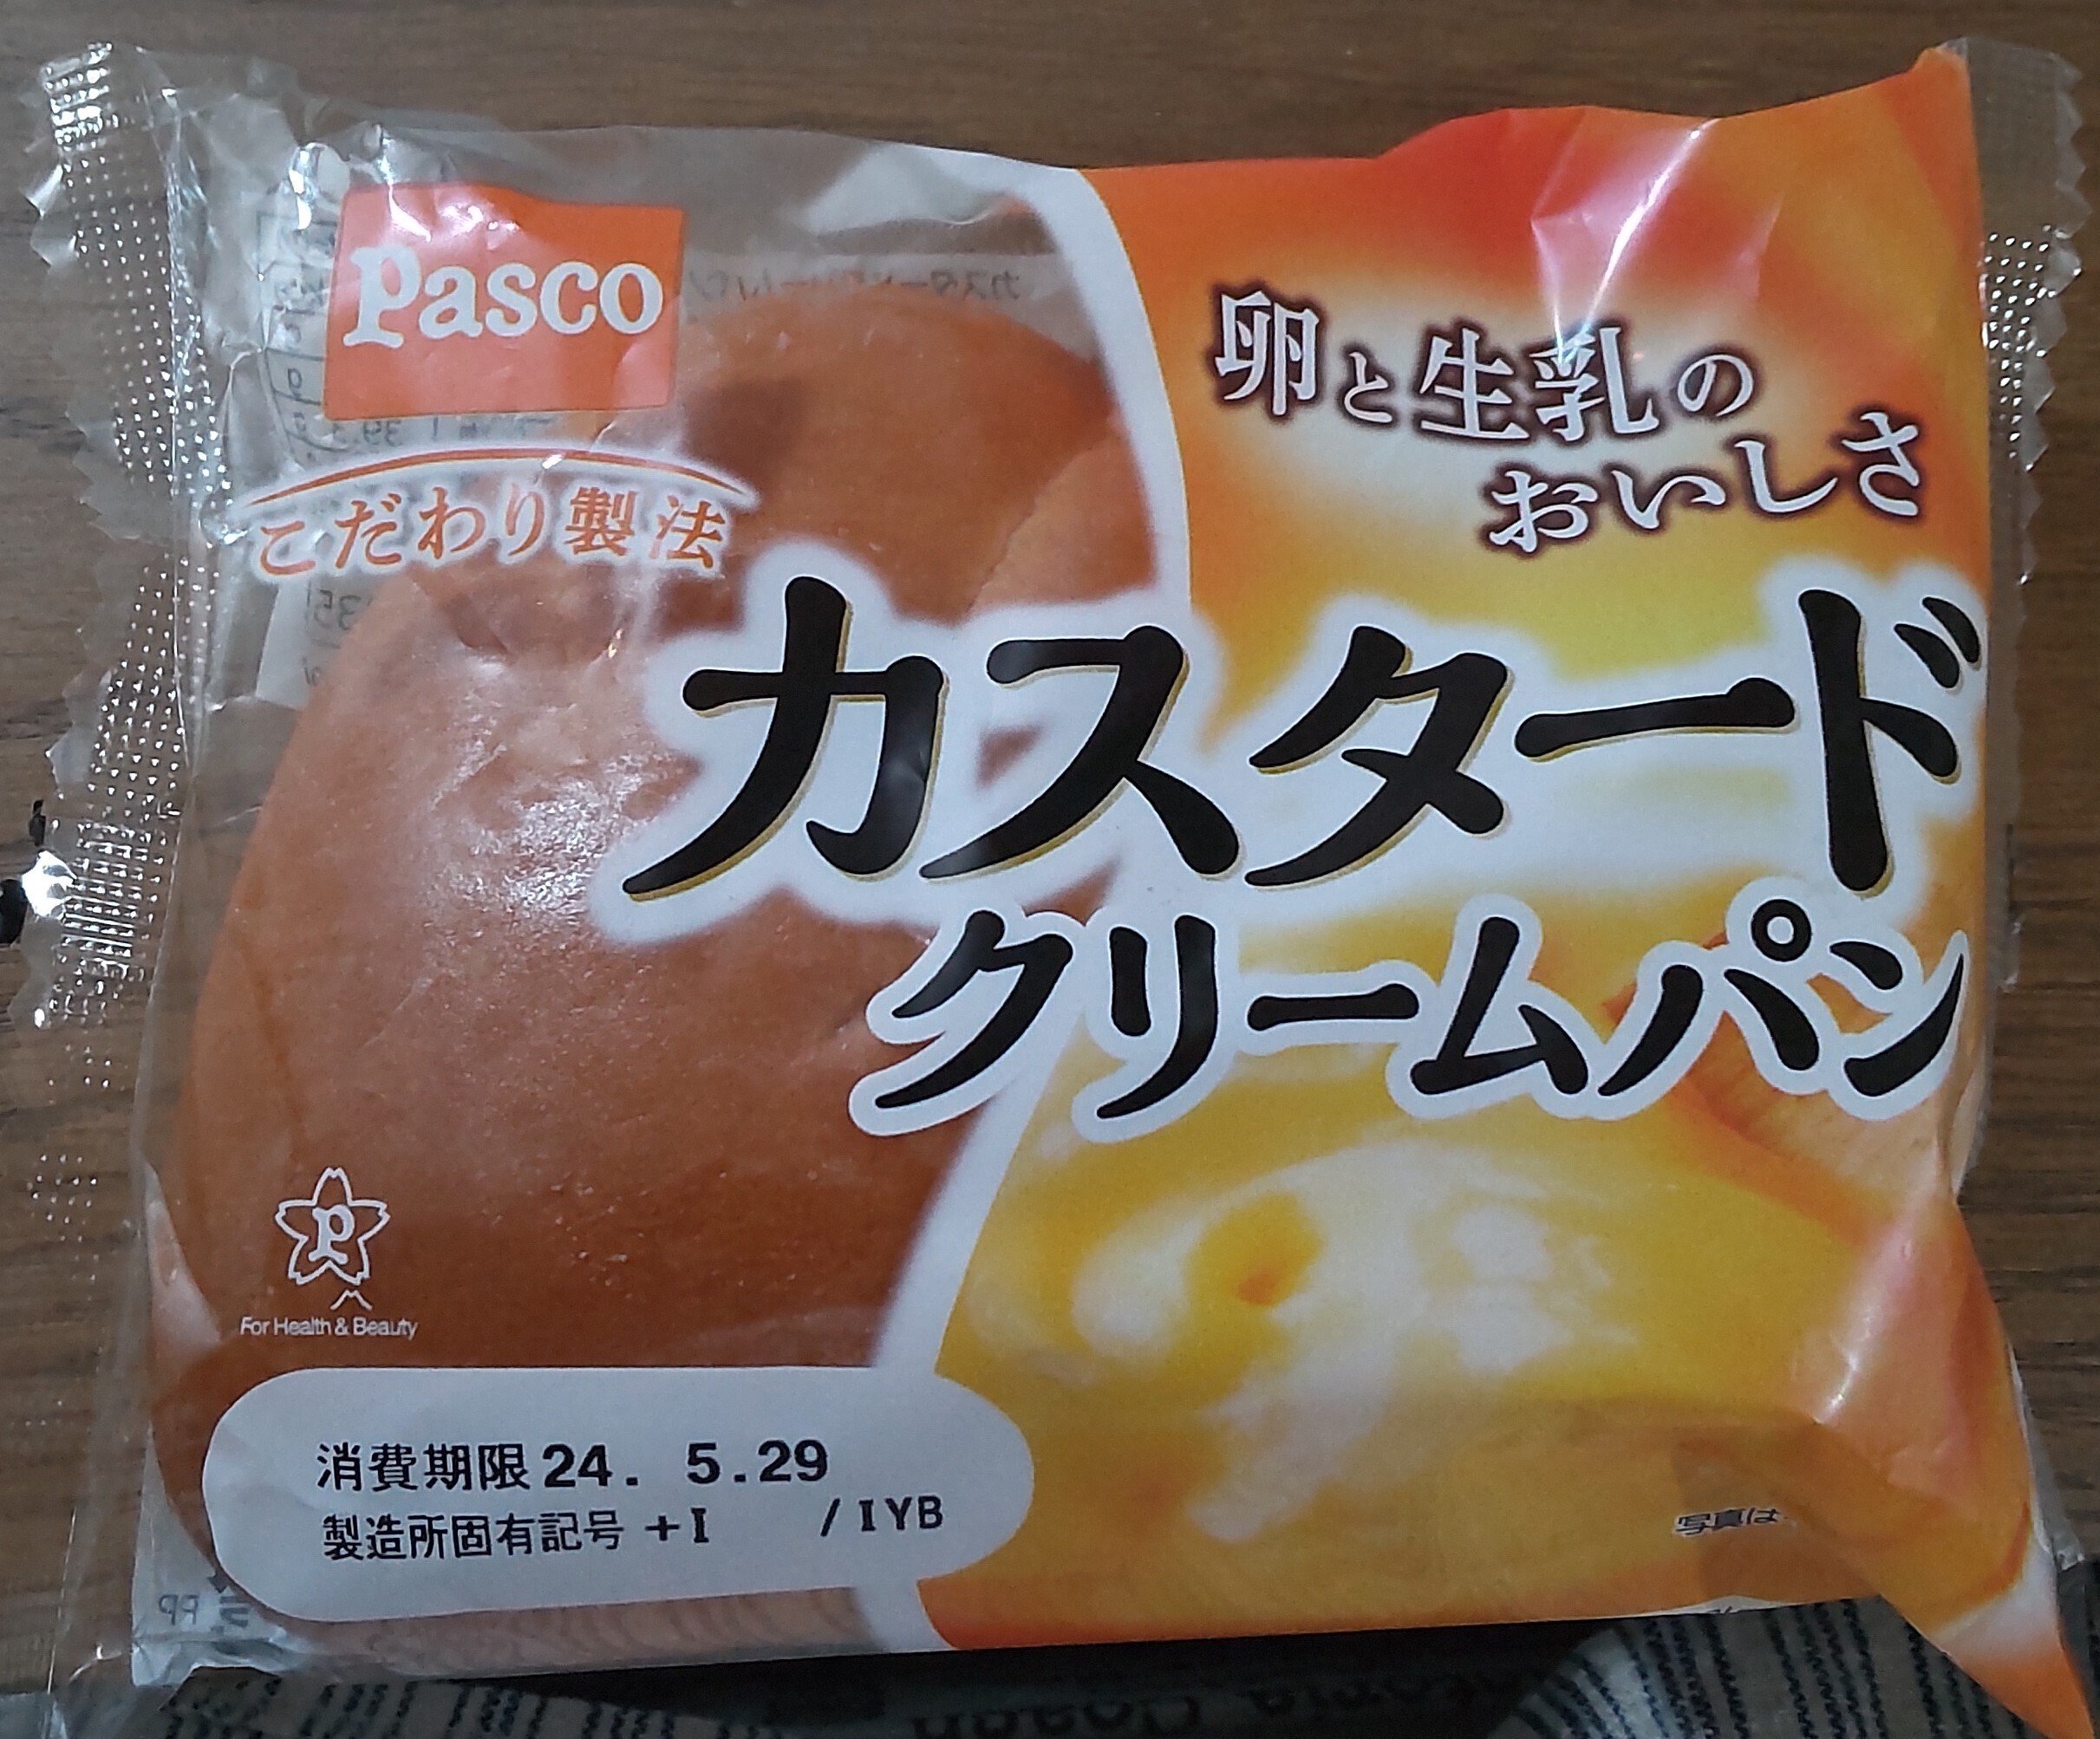 Pasco
こだわり製法
卵と生乳の
おいしさ
カスタード
クリームパン
P
For Health & Beauty
消費期限 24. 5.29
製造所固有記号 +I /IYB
写真は